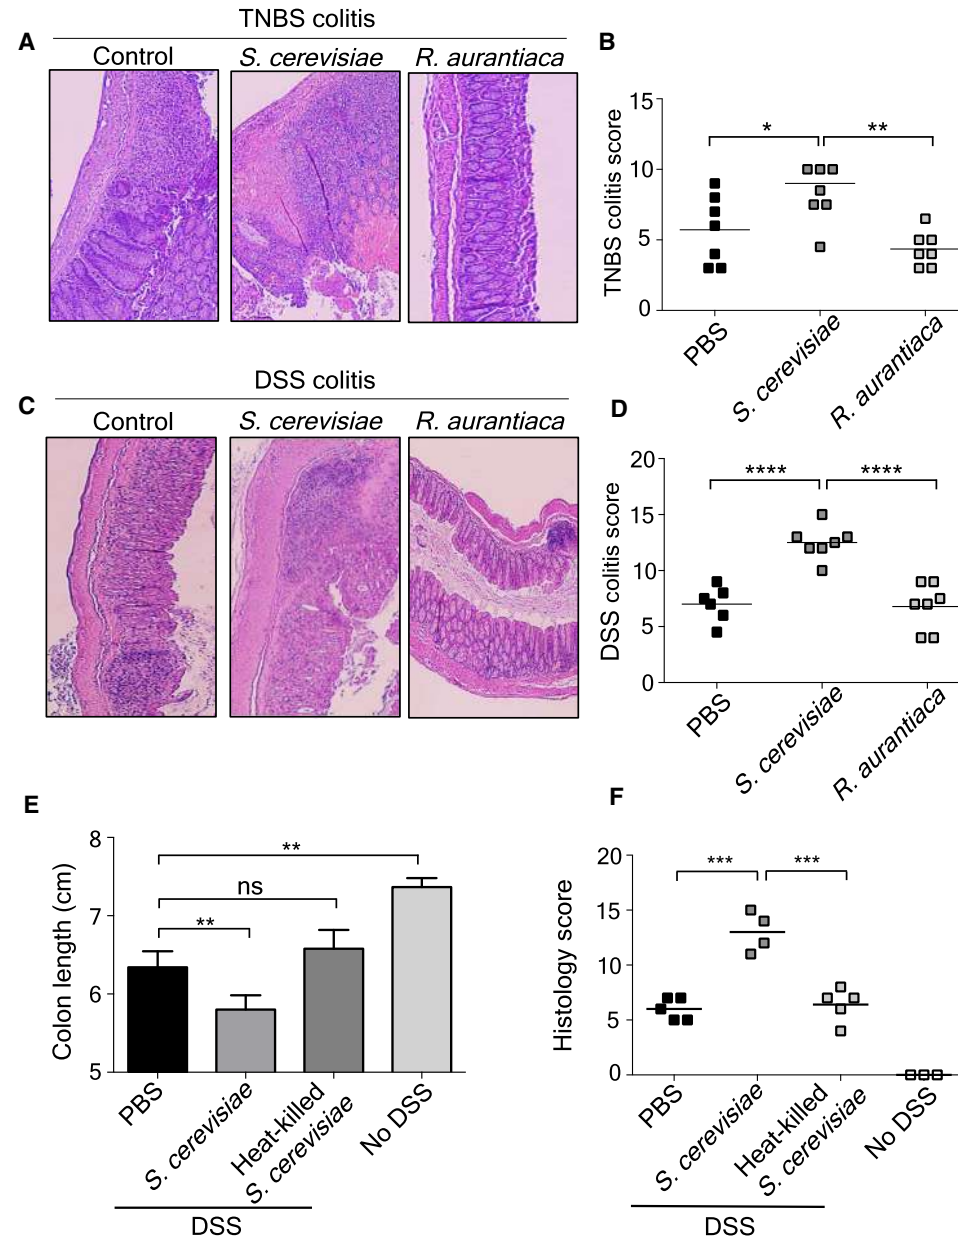 TNBS colitis
A
Control
S. cerevisiae
R. aurantiaca
B
TNBS colitis score
15
10
5
0
*
**
PBS
S. cerevisiae
R. aurantiaca
DSS colitis
C
Control
S. cerevisiae
R. aurantiaca
D
DSS colitis score
20
15
10
5
0
****
****
PBS
S. cerevisiae
R. aurantiaca
E
Colon length (cm)
8
7
6
5
**
ns
**
PBS
S. cerevisiae
Heat-killed
S. cerevisiae
No DSS
DSS
F
Histology score
20
15
10
5
0
***
***
PBS
S. cerevisiae
Heat-killed
S. cerevisiae
No DSS
DSS